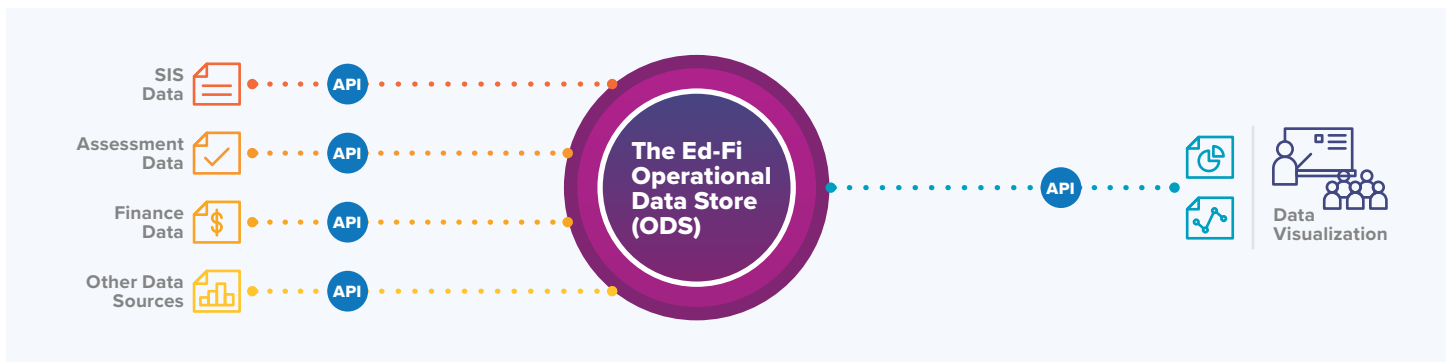 SIS
Data
API
Assessment
Data
API
Finance
Data
$
API
Other Data
Sources
API
The Ed-Fi
Operational
Data Store
(ODS)
API
Data
Visualization